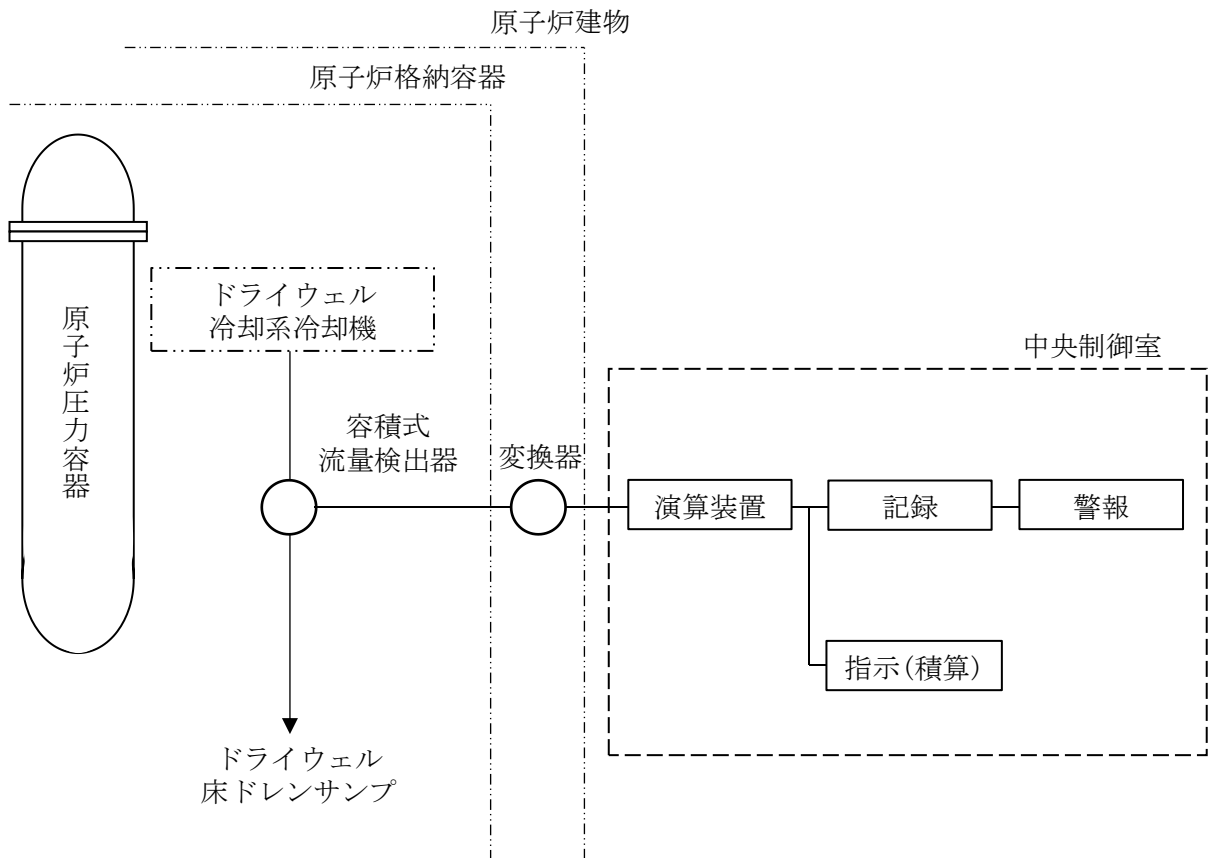 原子炉建物
原子炉格納容器
原子炉圧力容器
ドライウェル
冷却系冷却機
中央制御室
容積式
流量検出器
変換器
演算装置
記録
警報
指示(積算)
ドライウェル
床ドレンサンプ